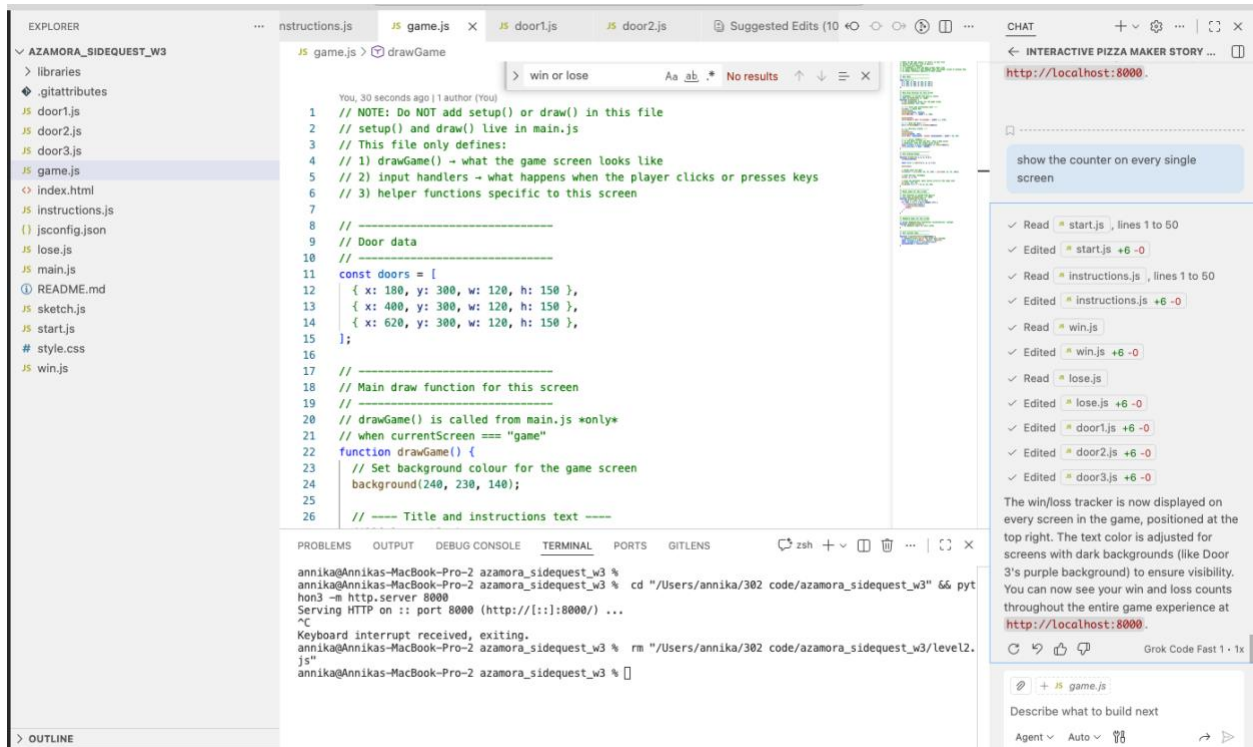 EXPLORER
AZAMORA_SIDEQUEST_W3
libraries
.gitattributes
JS door1.js
JS door2.js
JS door3.js
JS game.js
<> index.html
JS instructions.js
{} jsconfig.json
JS lose.js
JS main.js
README.md
JS sketch.js
JS start.js
# style.css
JS win.js
OUTLINE
nstructions.js JS game.js JS door1.js JS door2.js Suggested Edits (10
JS game.js > drawGame
win or lose Aa ab .* No results
You, 30 seconds ago | 1 author (You)
1 // NOTE: Do NOT add setup() or draw() in this file
2 // setup() and draw() live in main.js
3 // This file only defines:
4 // 1) drawGame() → what the game screen looks like
5 // 2) input handlers → what happens when the player clicks or presses keys
6 // 3) helper functions specific to this screen
7
8 // ------------------------------
9 // Door data
10 // ------------------------------
11 const doors = [
12 { x: 180, y: 300, w: 120, h: 150 },
13 { x: 400, y: 300, w: 120, h: 150 },
14 { x: 620, y: 300, w: 120, h: 150 },
15 ];
16
17 // ------------------------------
18 // Main draw function for this screen
19 // ------------------------------
20 // drawGame() is called from main.js *only*
21 // when currentScreen === "game"
22 function drawGame() {
23 // Set background colour for the game screen
24 background(240, 230, 140);
25
26 // ---- Title and instructions text ----
PROBLEMS OUTPUT DEBUG CONSOLE TERMINAL PORTS GITLENS zsh
annika@Annikas-MacBook-Pro-2 azamora_sidequest_w3 %
annika@Annikas-MacBook-Pro-2 azamora_sidequest_w3 % cd "/Users/annika/302 code/azamora_sidequest_w3" && pyt
hon3 -m http.server 8000
Serving HTTP on :: port 8000 (http://[::]:8000/) ...
^C
Keyboard interrupt received, exiting.
annika@Annikas-MacBook-Pro-2 azamora_sidequest_w3 % rm "/Users/annika/302 code/azamora_sidequest_w3/level2.
js"
annika@Annikas-MacBook-Pro-2 azamora_sidequest_w3 %
CHAT
INTERACTIVE PIZZA MAKER STORY ...
http://localhost:8000.
show the counter on every single
screen
Read start.js , lines 1 to 50
Edited start.js +6 -0
Read instructions.js , lines 1 to 50
Edited instructions.js +6 -0
Read win.js
Edited win.js +6 -0
Read lose.js
Edited lose.js +6 -0
Edited door1.js +6 -0
Edited door2.js +6 -0
Edited door3.js +6 -0
The win/loss tracker is now displayed on
every screen in the game, positioned at the
top right. The text color is adjusted for
screens with dark backgrounds (like Door
3's purple background) to ensure visibility.
You can now see your win and loss counts
throughout the entire game experience at
http://localhost:8000.
Grok Code Fast 1 • 1x
+ JS game.js
Describe what to build next
Agent Auto